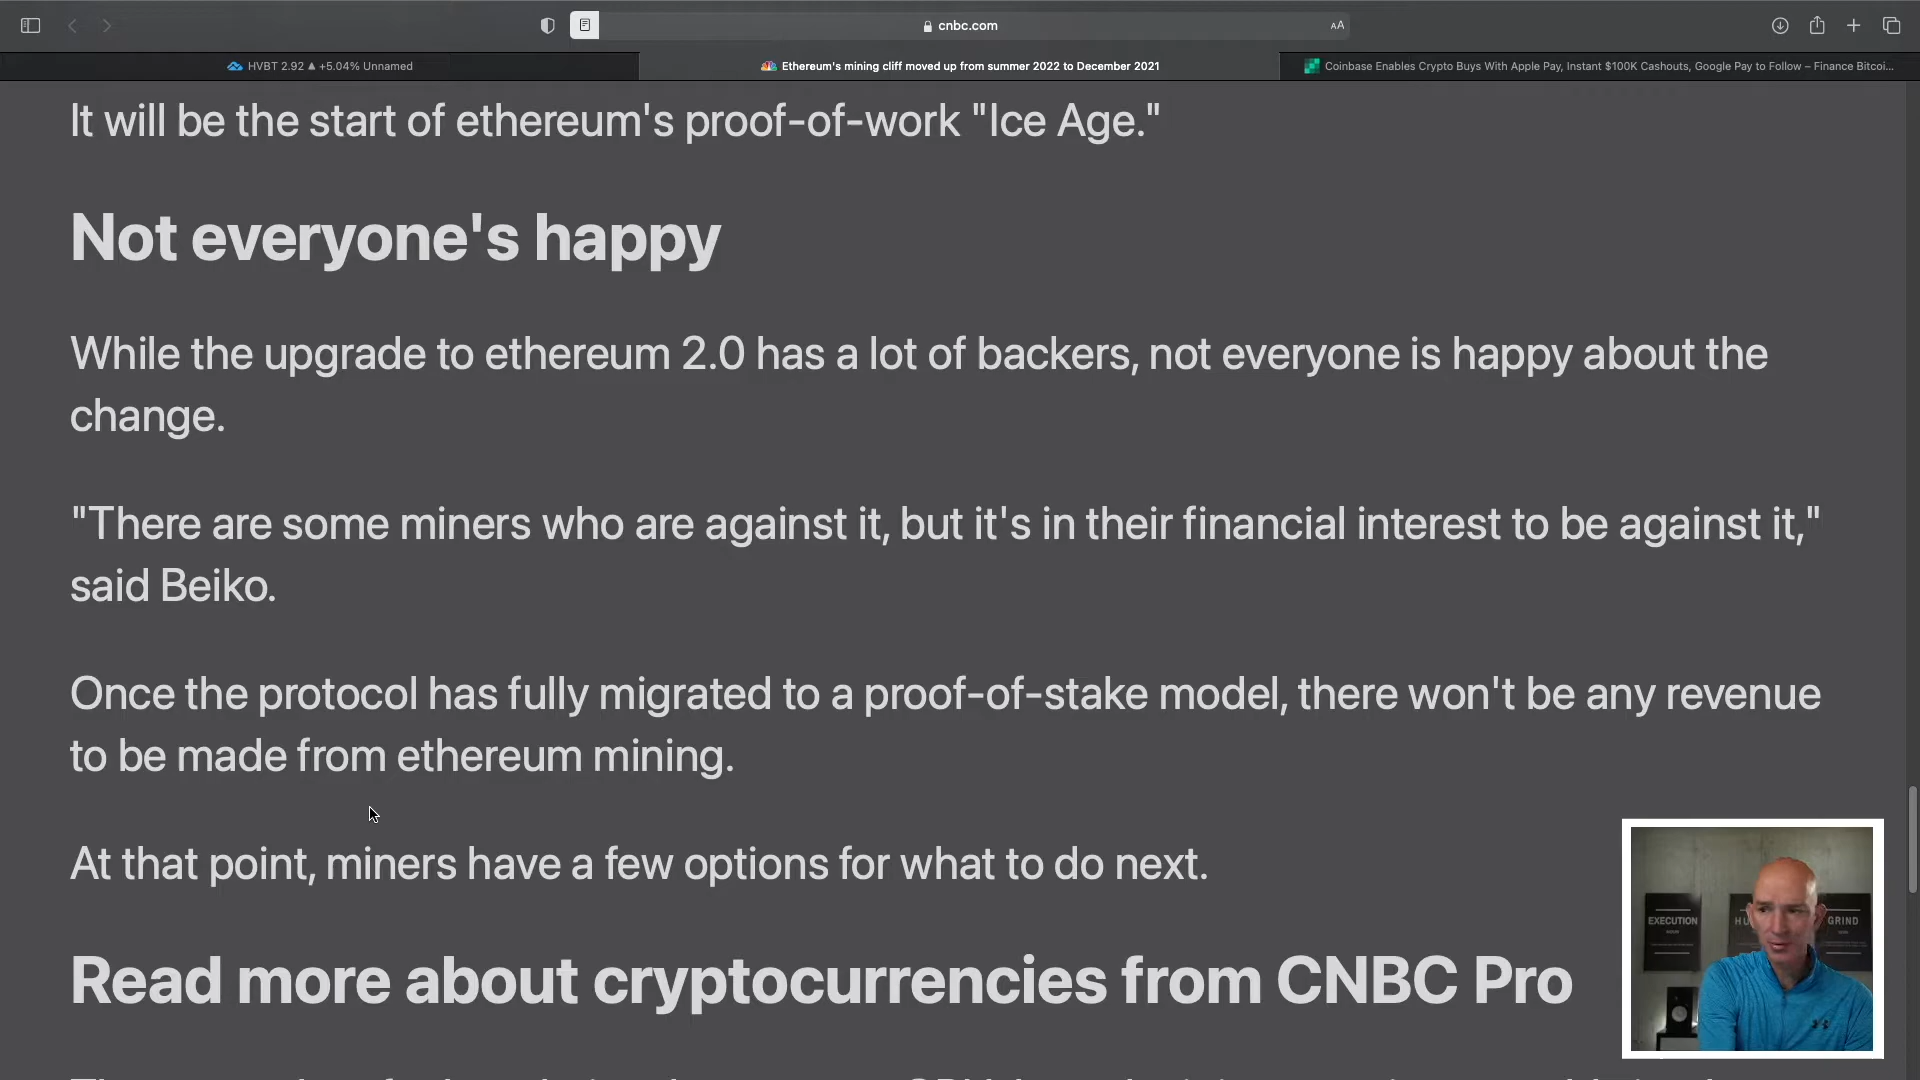 cnbc.com
AA
HVBT 2.92 ▲ +5.04% Unnamed
Ethereum's mining cliff moved up from summer 2022 to December 2021
Coinbase Enables Crypto Buys With Apple Pay, Instant $100K Cashouts, Google Pay to Follow – Finance Bitcoi...
It will be the start of ethereum's proof-of-work "Ice Age."
Not everyone's happy
While the upgrade to ethereum 2.0 has a lot of backers, not everyone is happy about the
change.
"There are some miners who are against it, but it's in their financial interest to be against it,"
said Beiko.
Once the protocol has fully migrated to a proof-of-stake model, there won't be any revenue
to be made from ethereum mining.
At that point, miners have a few options for what to do next.
Read more about cryptocurrencies from CNBC Pro
EXECUTION
GRIND